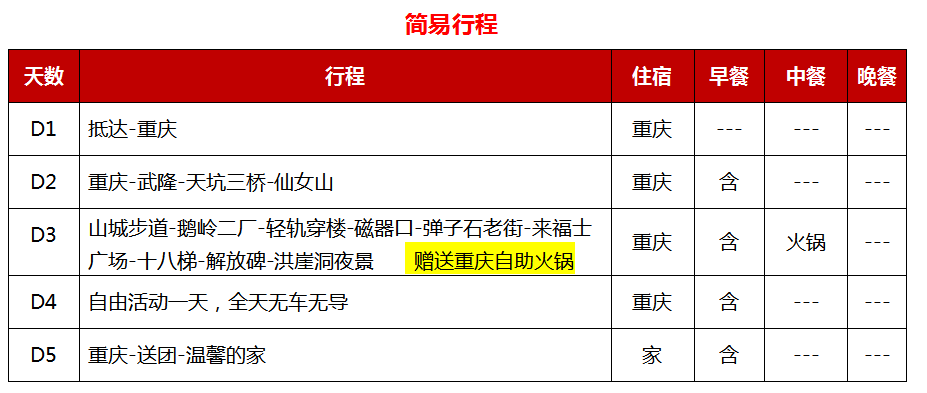 简易行程
天数 行程 住宿 早餐 中餐 晚餐
D1 抵达-重庆 重庆 --- --- ---
D2 重庆-武隆-天坑三桥-仙女山 重庆 含 --- ---
D3 山城步道-鹅岭二厂-轻轨穿楼-磁器口-弹子石老街-来福士 重庆 含 火锅 ---
广场-十八梯-解放碑-洪崖洞夜景 赠送重庆自助火锅
D4 自由活动一天，全天无车无导 重庆 含 --- ---
D5 重庆-送团-温馨的家 家 含 --- ---